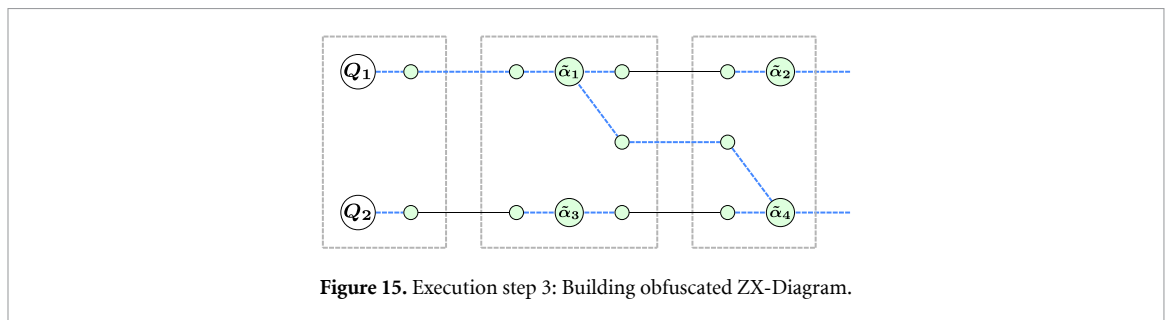 Q₁ α̃₁ α̃₂
Q₂ α̃₃ α̃₄
Figure 15. Execution step 3: Building obfuscated ZX-Diagram.